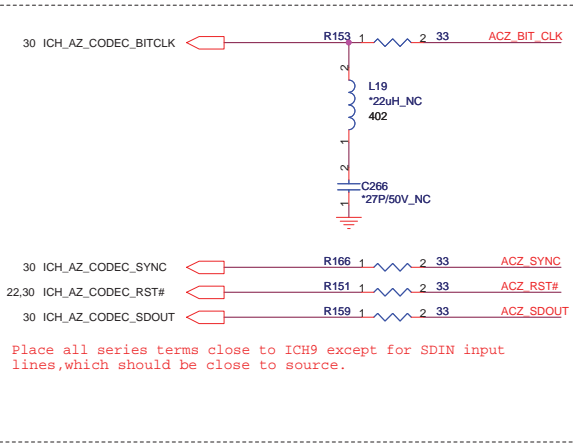 30 ICH_AZ_CODEC_BITCLK R153 1 2 33 ACZ_BIT_CLK
2
L19
*22uH_NC
402
1
2
C266
*27P/50V_NC
1
30 ICH_AZ_CODEC_SYNC R166 1 2 33 ACZ_SYNC
22,30 ICH_AZ_CODEC_RST# R151 1 2 33 ACZ_RST#
30 ICH_AZ_CODEC_SDOUT R159 1 2 33 ACZ_SDOUT
Place all series terms close to ICH9 except for SDIN input
lines,which should be close to source.